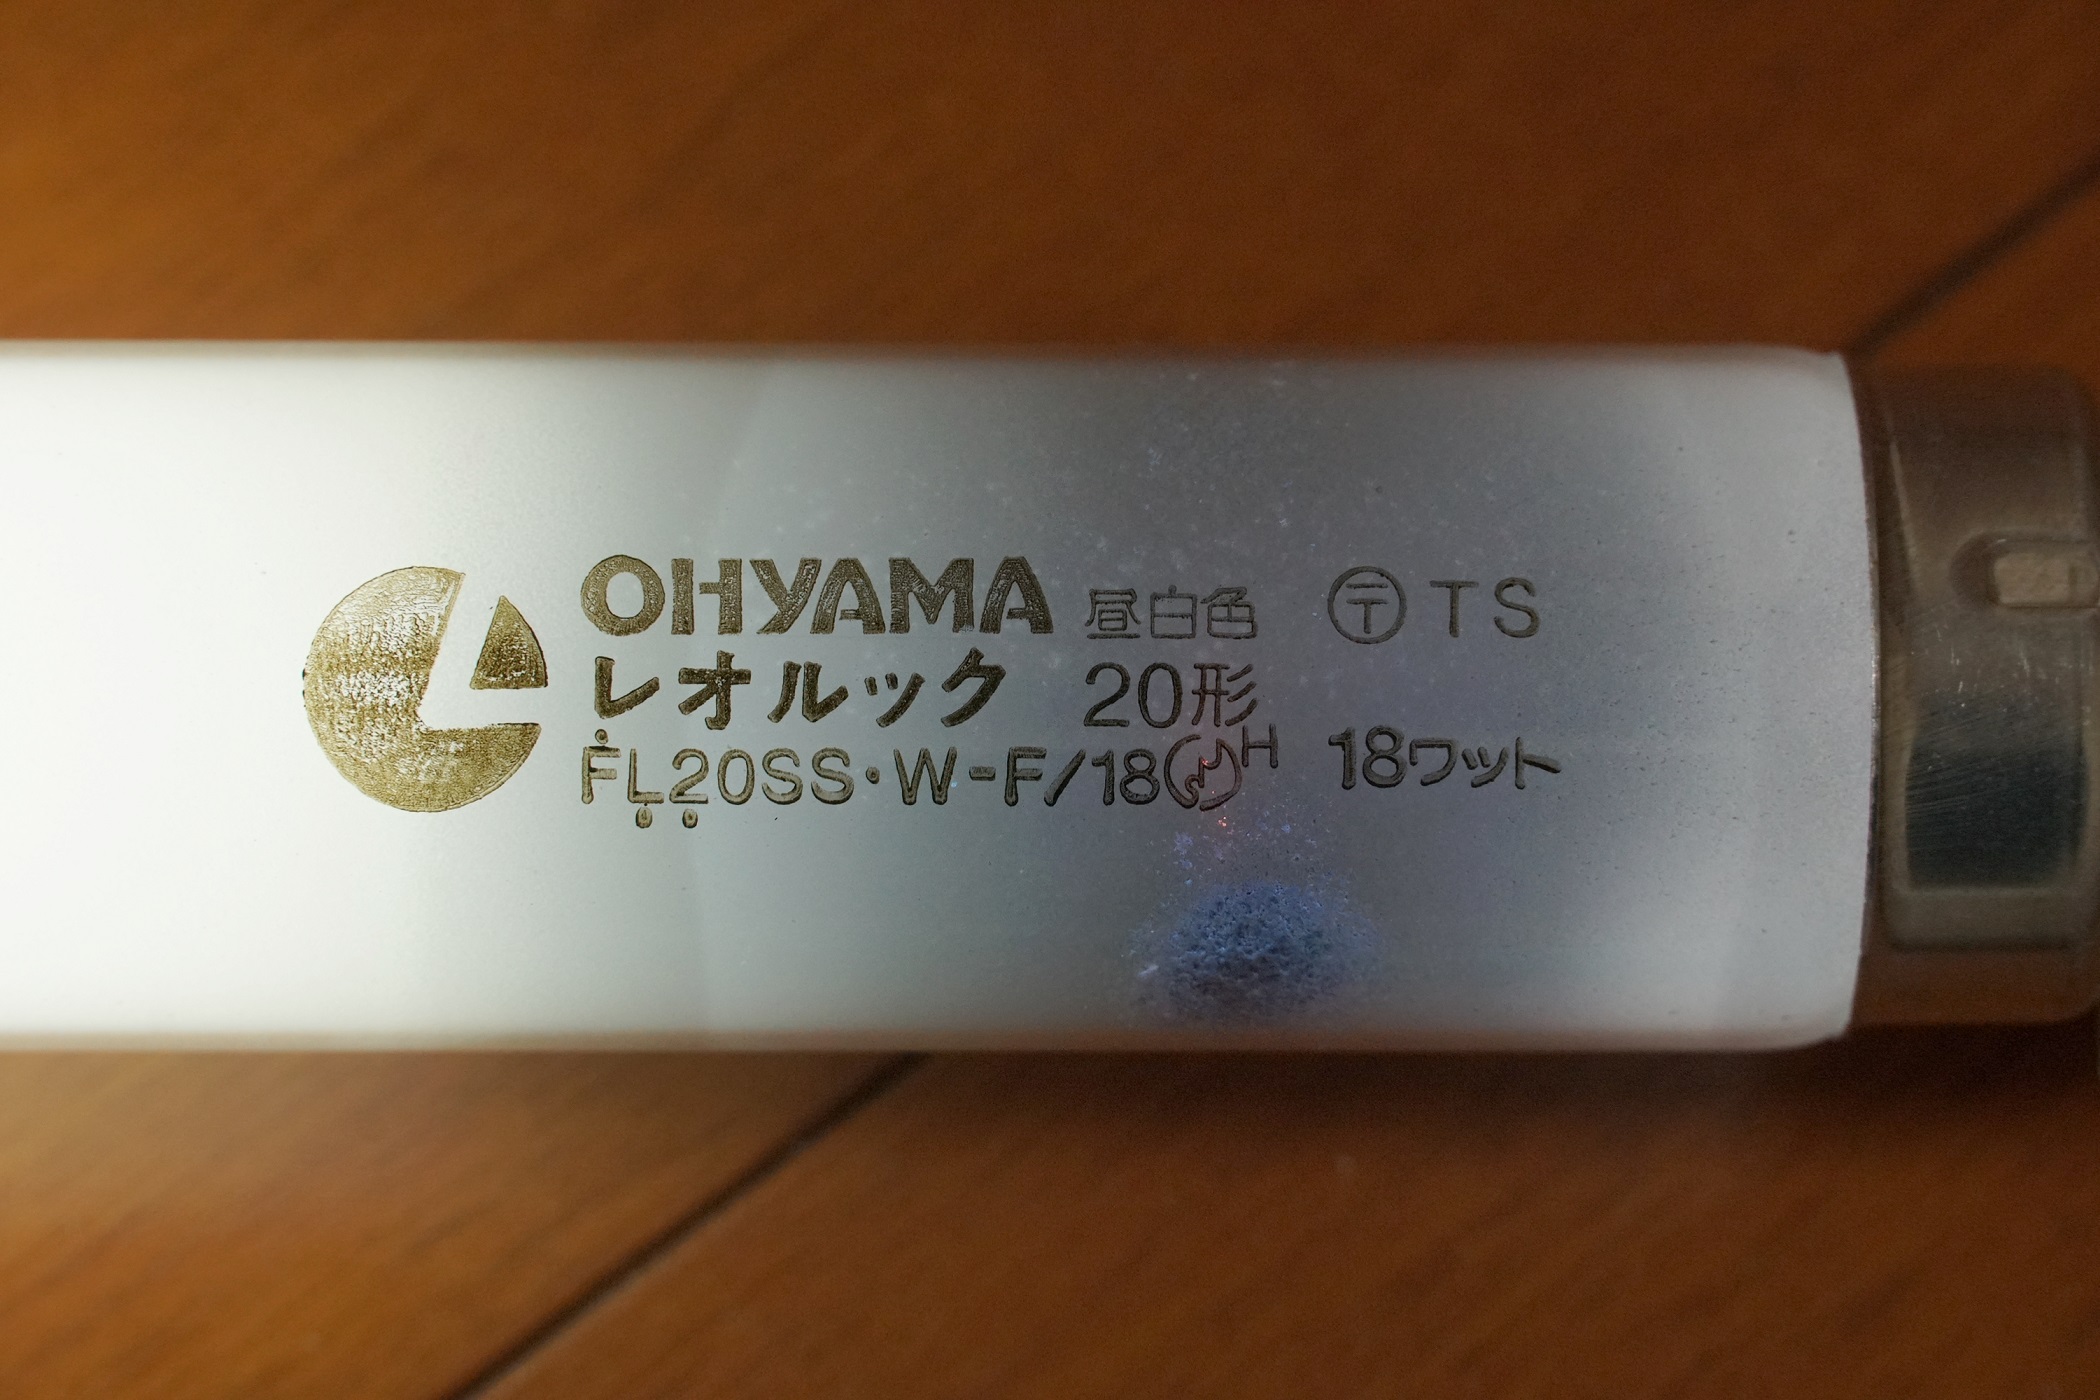 OHYAMA 昼白色 〒 TS
レオルック 20形
FL20SS・W-F/18 H 18ワット